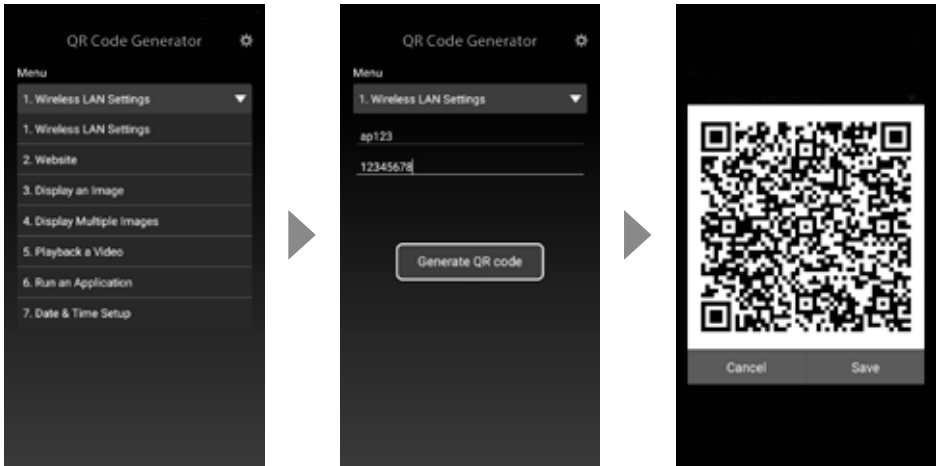 QR Code Generator
Menu
1. Wireless LAN Settings
1. Wireless LAN Settings
2. Website
3. Display an Image
4. Display Multiple Images
5. Playback a Video
6. Run an Application
7. Date & Time Setup
QR Code Generator
Menu
1. Wireless LAN Settings
ap123
12345678
Generate QR code
Cancel
Save